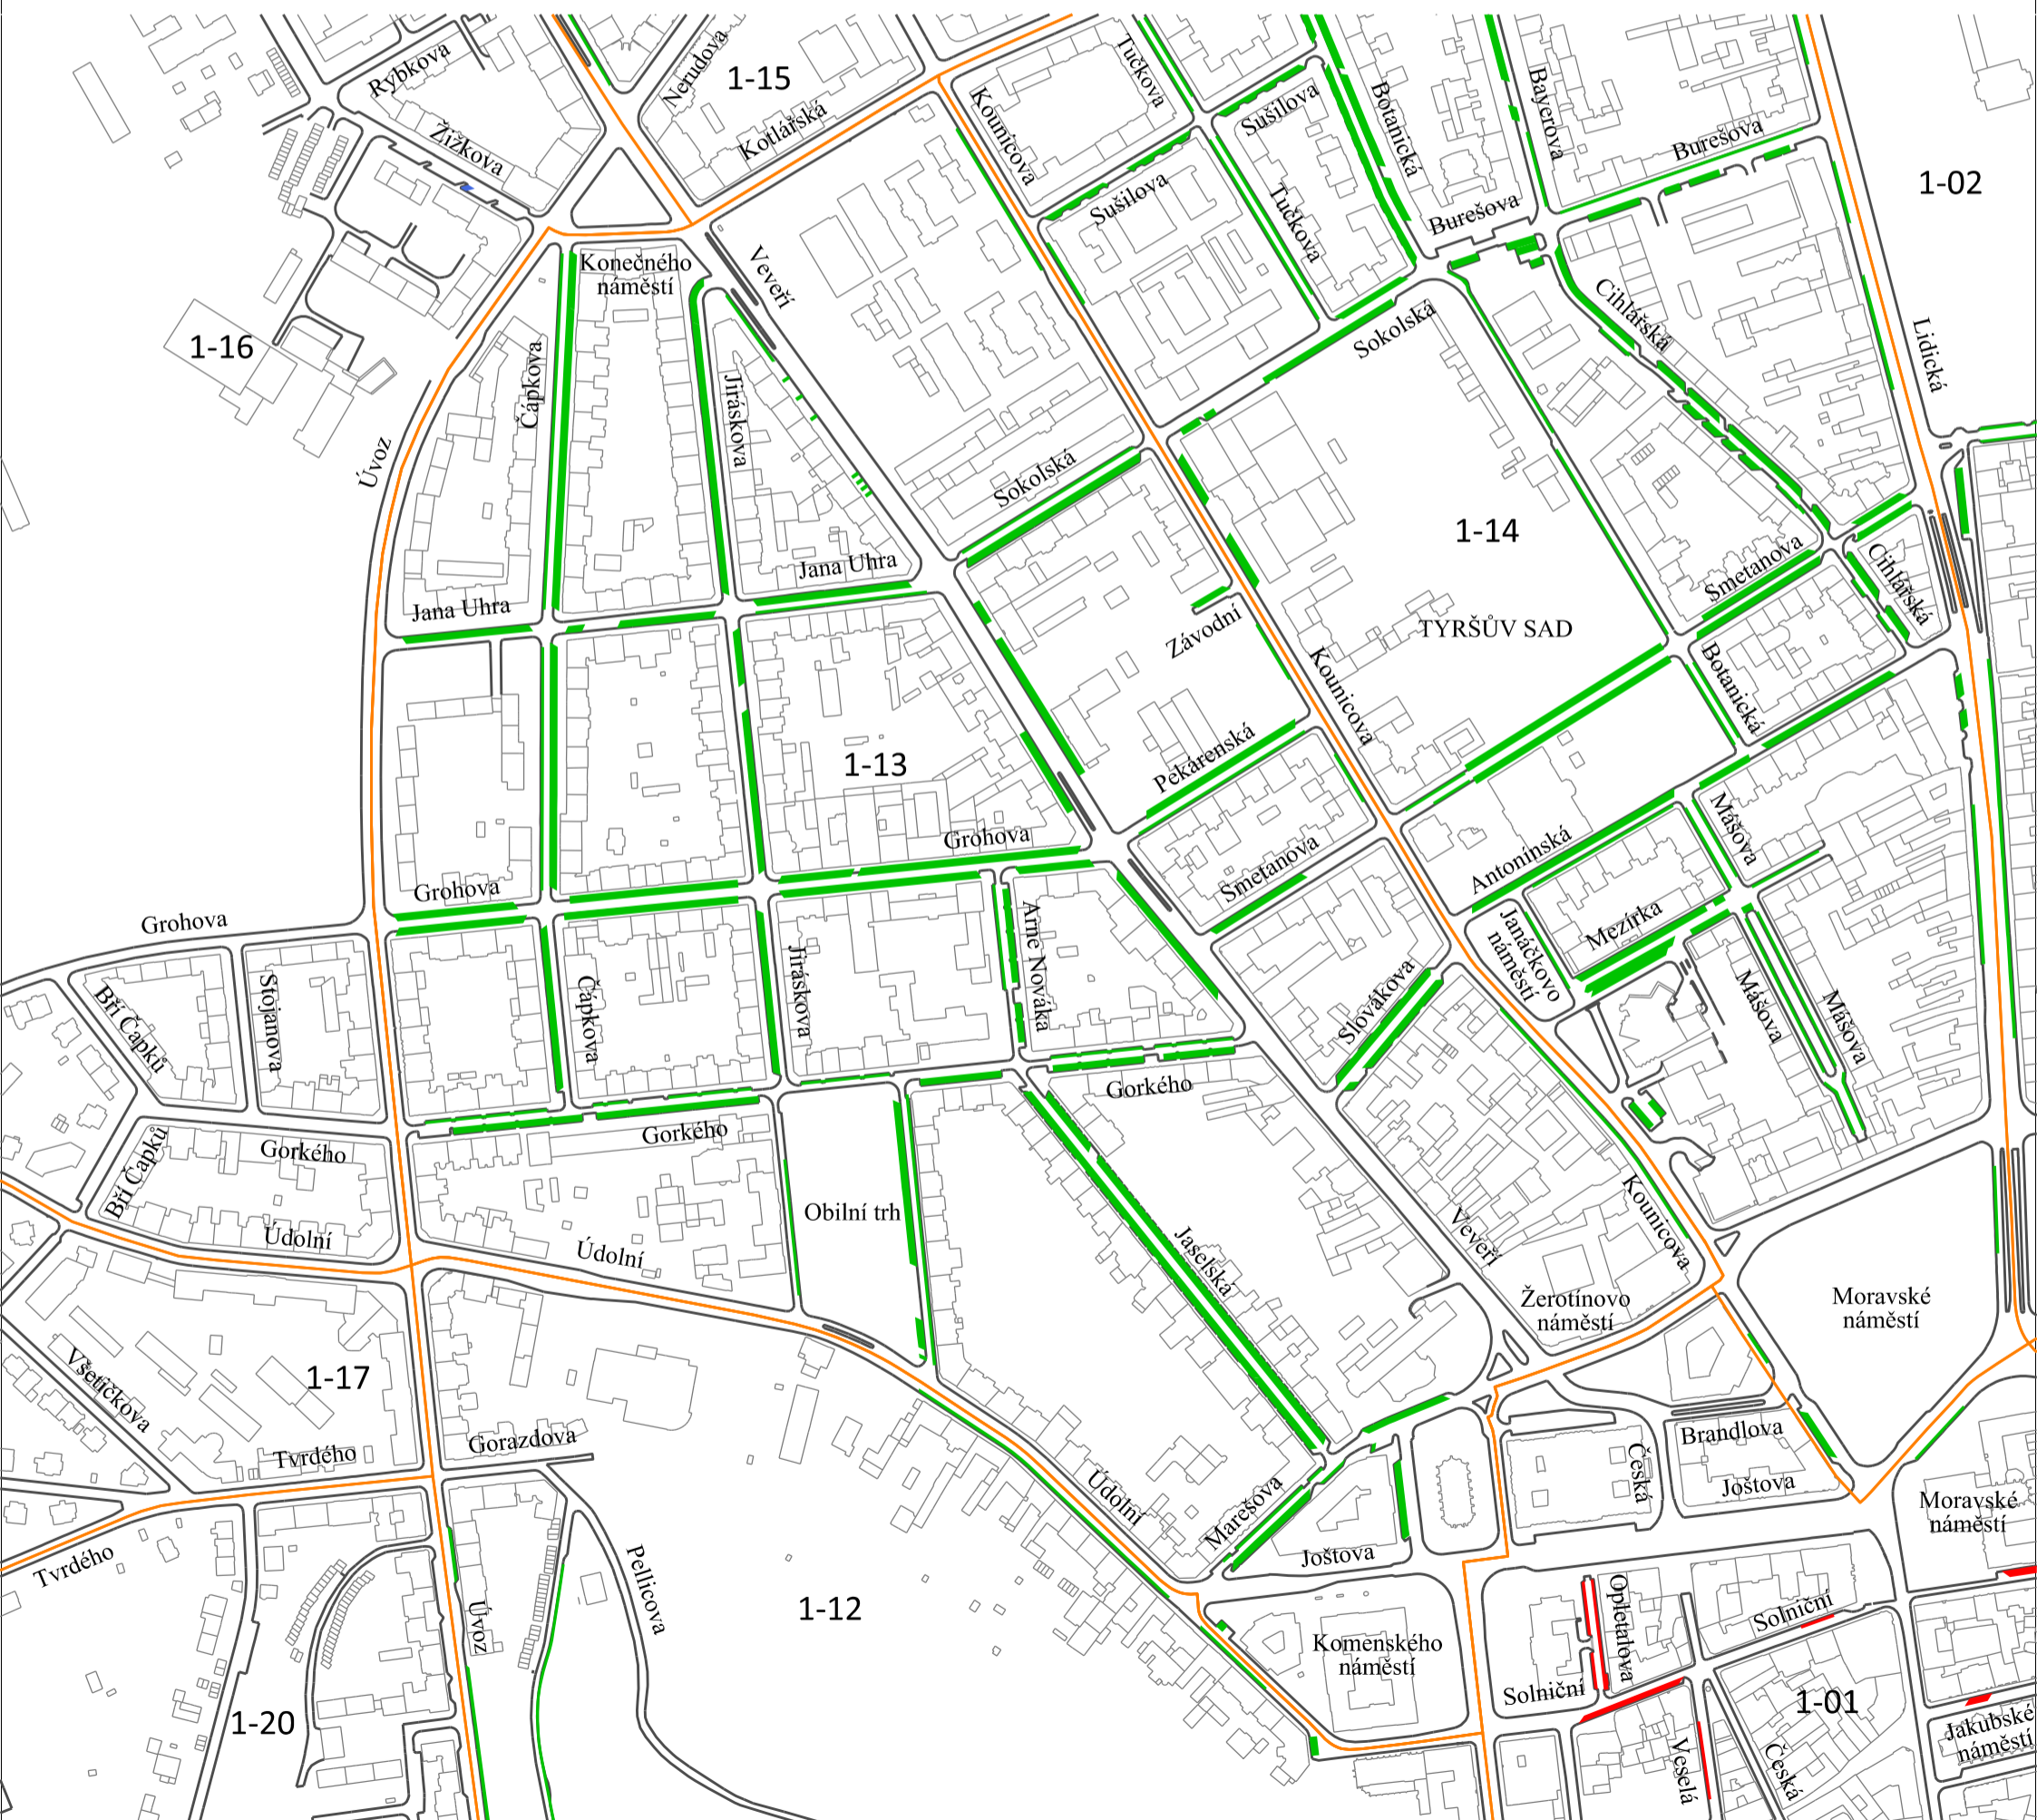 Rybkova
Nerudova
1-15
Tučkova
Kounicova
Sušilova
Botanická
Bayerova
Burešova
Žižkova
Kotlářská
1-02
Sušilova
Tučkova
Burešova
Konečného
náměstí
Veveří
Cihlářská
1-16
Čápkova
Jiráskova
Sokolská
Lidická
Úvoz
Sokolská
1-14
Jana Uhra
Jana Uhra
Smetanova
Cihlářská
Závodní
TYRŠŮV SAD
Kounicova
Botanická
1-13
Pekárenská
Mášova
Grohova
Antonínská
Smetanova
Grohova
Grohova
Arne Nováka
Mezírka
Janáčkovo
náměstí
Bří Čapků
Stojanova
Čápkova
Jiráskova
Slovákova
Mášova
Mášova
Gorkého
Gorkého
Gorkého
Bří Čapků
Kounicova
Obilní trh
Údolní
Údolní
Jaselská
Veveří
Žerotínovo
náměstí
Moravské
náměstí
1-17
Všetičkova
Tvrdého
Gorazdova
Brandlova
Česká
Joštova
Údolní
Marešova
Moravské
náměstí
Joštova
Tvrdého
Pellicova
Úvoz
1-12
Opletalova
Solniční
Komenského
náměstí
Solniční
1-01
1-20
Jakubské
náměstí
Veselá
Česká